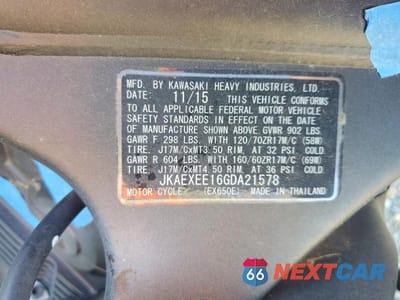 MFD. BY KAWASAKI HEAVY INDUSTRIES, LTD.
DATE: 11/15 THIS VEHICLE CONFORMS
TO ALL APPLICABLE FEDERAL MOTOR VEHICLE
SAFETY STANDARDS IN EFFECT ON THE DATE
OF MANUFACTURE SHOWN ABOVE GVWR 902 LBS.
GAWR F 298 LBS. WITH 120/70ZR17M/C (58W)
TIRE, J17M/CxMT3.50 RIM, AT 32 PSI. COLD
GAWR R 604 LBS. WITH 160/60ZR17M/C (69W)
TIRE, J17M/CxMT4.50 RIM, AT 36 PSI. COLD
JKAEXEE16GDA21578
MOTOR CYCLE (EX650E) MADE IN THAILAND
66 NEXTCAR